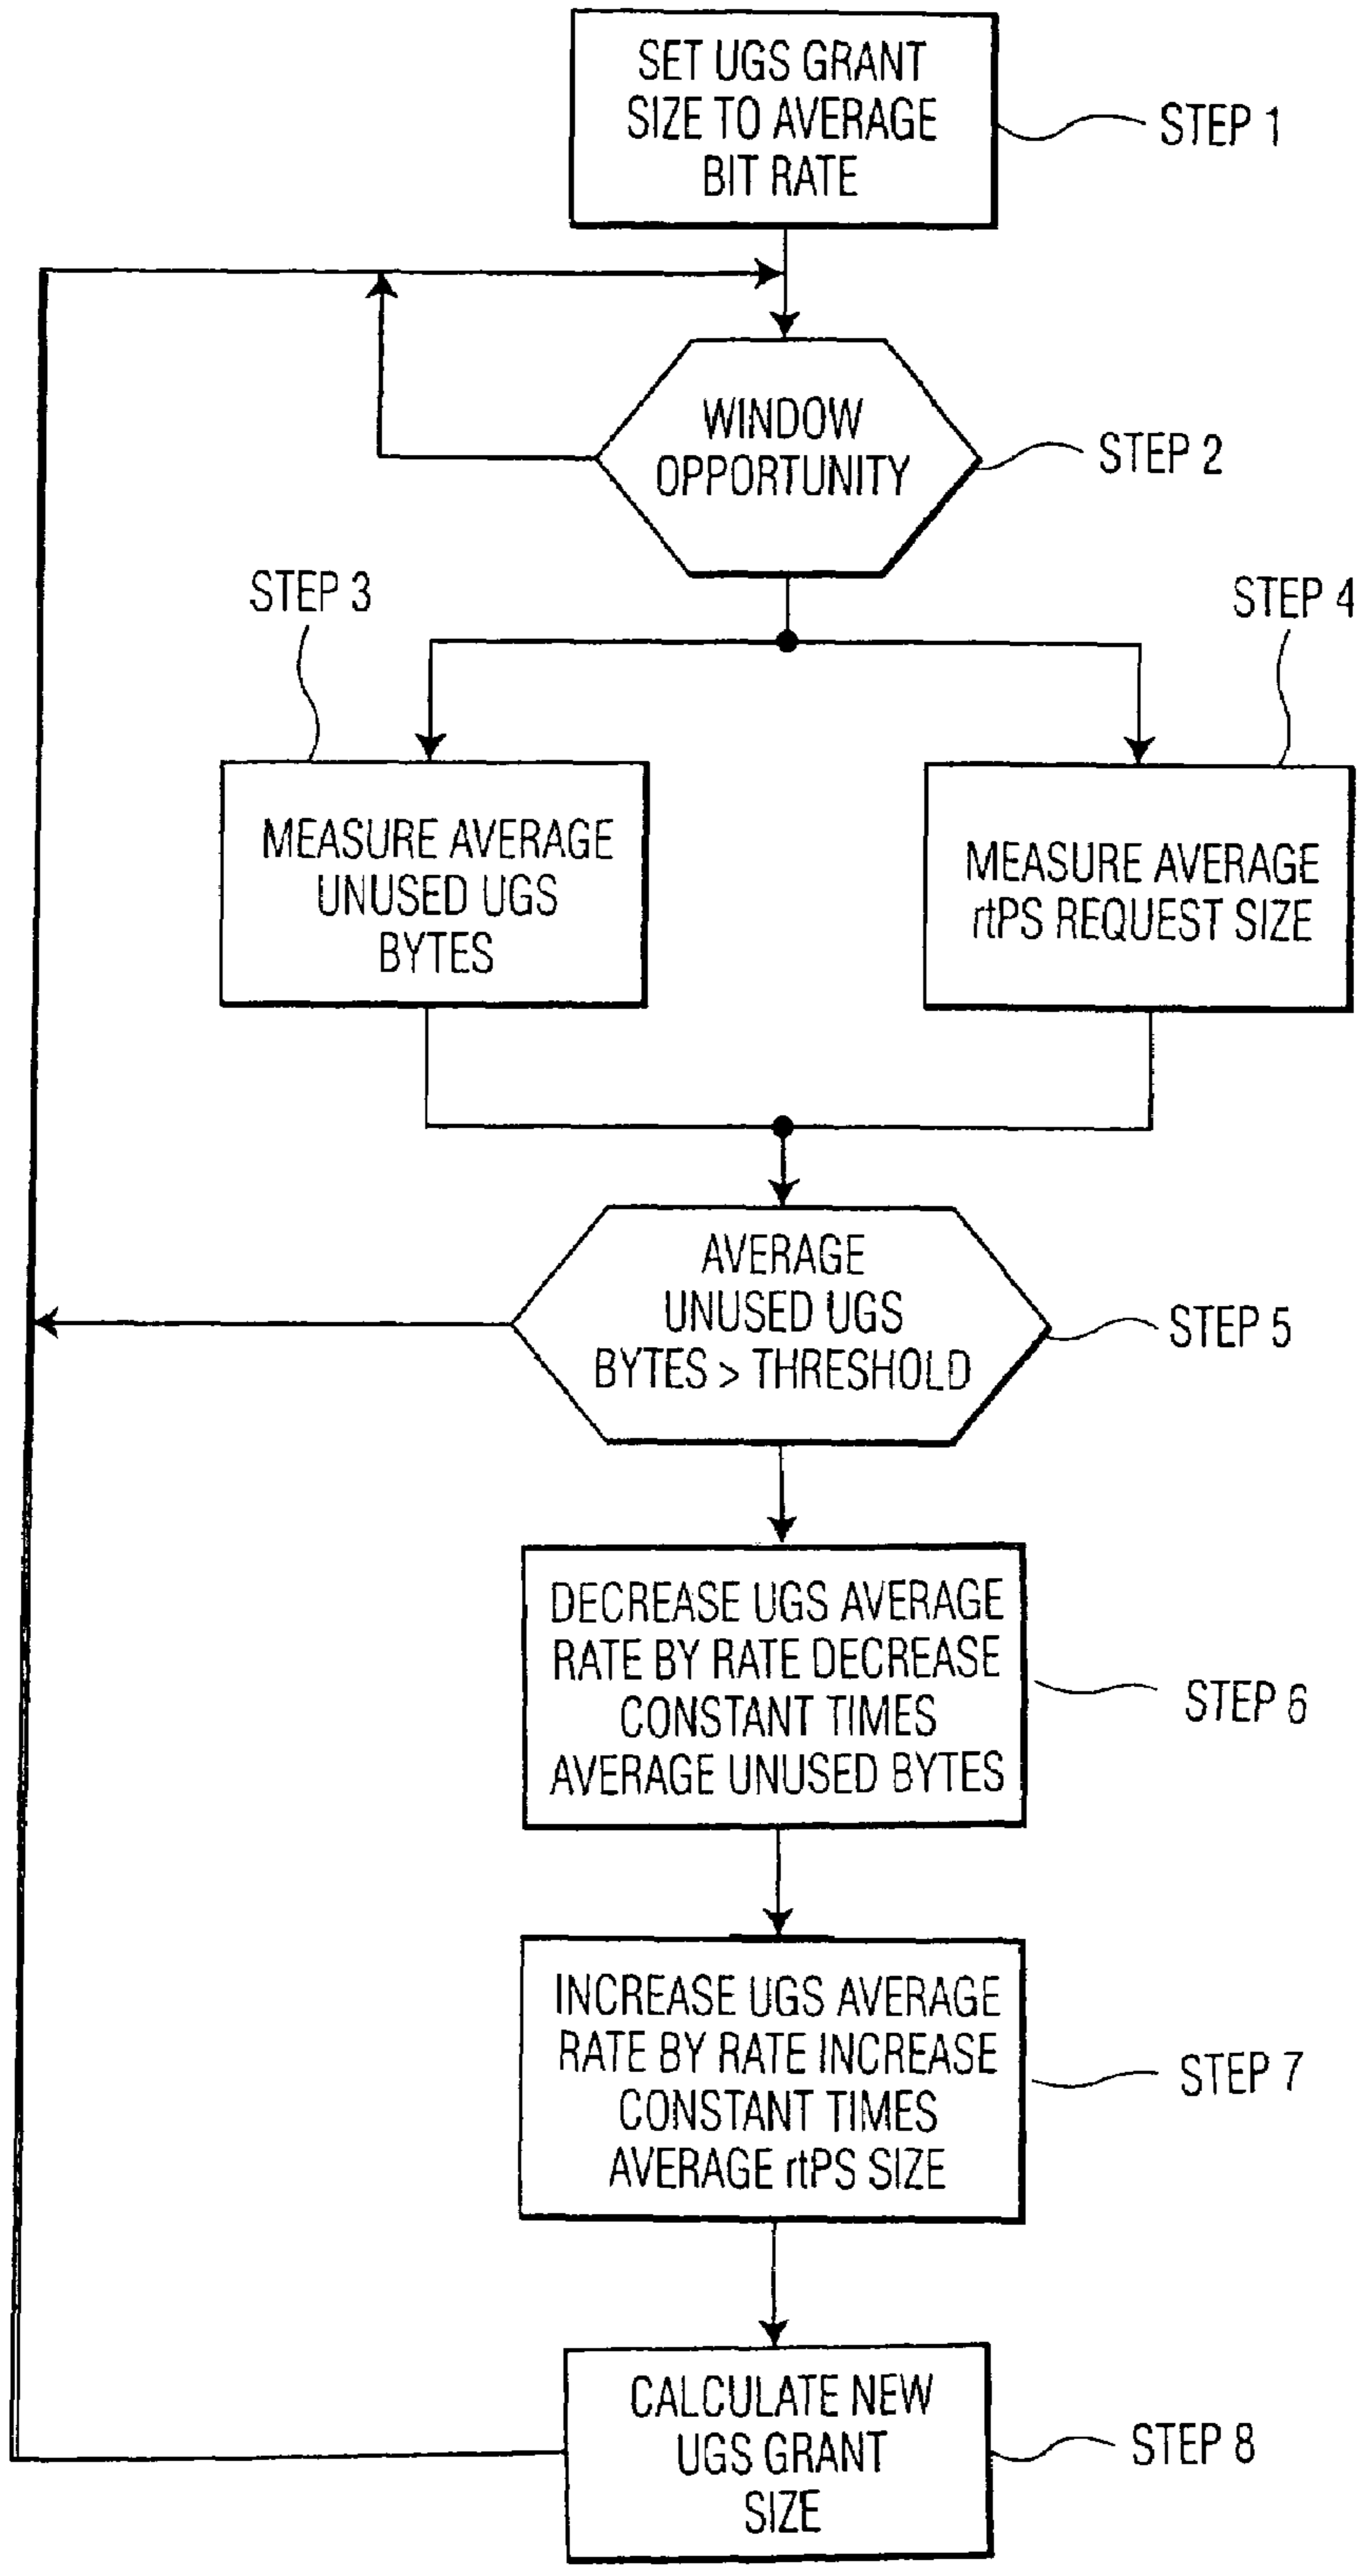 SET UGS GRANT
SIZE TO AVERAGE
BIT RATE
STEP 1
WINDOW
OPPORTUNITY
STEP 2
STEP 3
STEP 4
MEASURE AVERAGE
UNUSED UGS
BYTES
MEASURE AVERAGE
rtPS REQUEST SIZE
AVERAGE
UNUSED UGS
BYTES > THRESHOLD
STEP 5
DECREASE UGS AVERAGE
RATE BY RATE DECREASE
CONSTANT TIMES
AVERAGE UNUSED BYTES
STEP 6
INCREASE UGS AVERAGE
RATE BY RATE INCREASE
CONSTANT TIMES
AVERAGE rtPS SIZE
STEP 7
CALCULATE NEW
UGS GRANT
SIZE
STEP 8